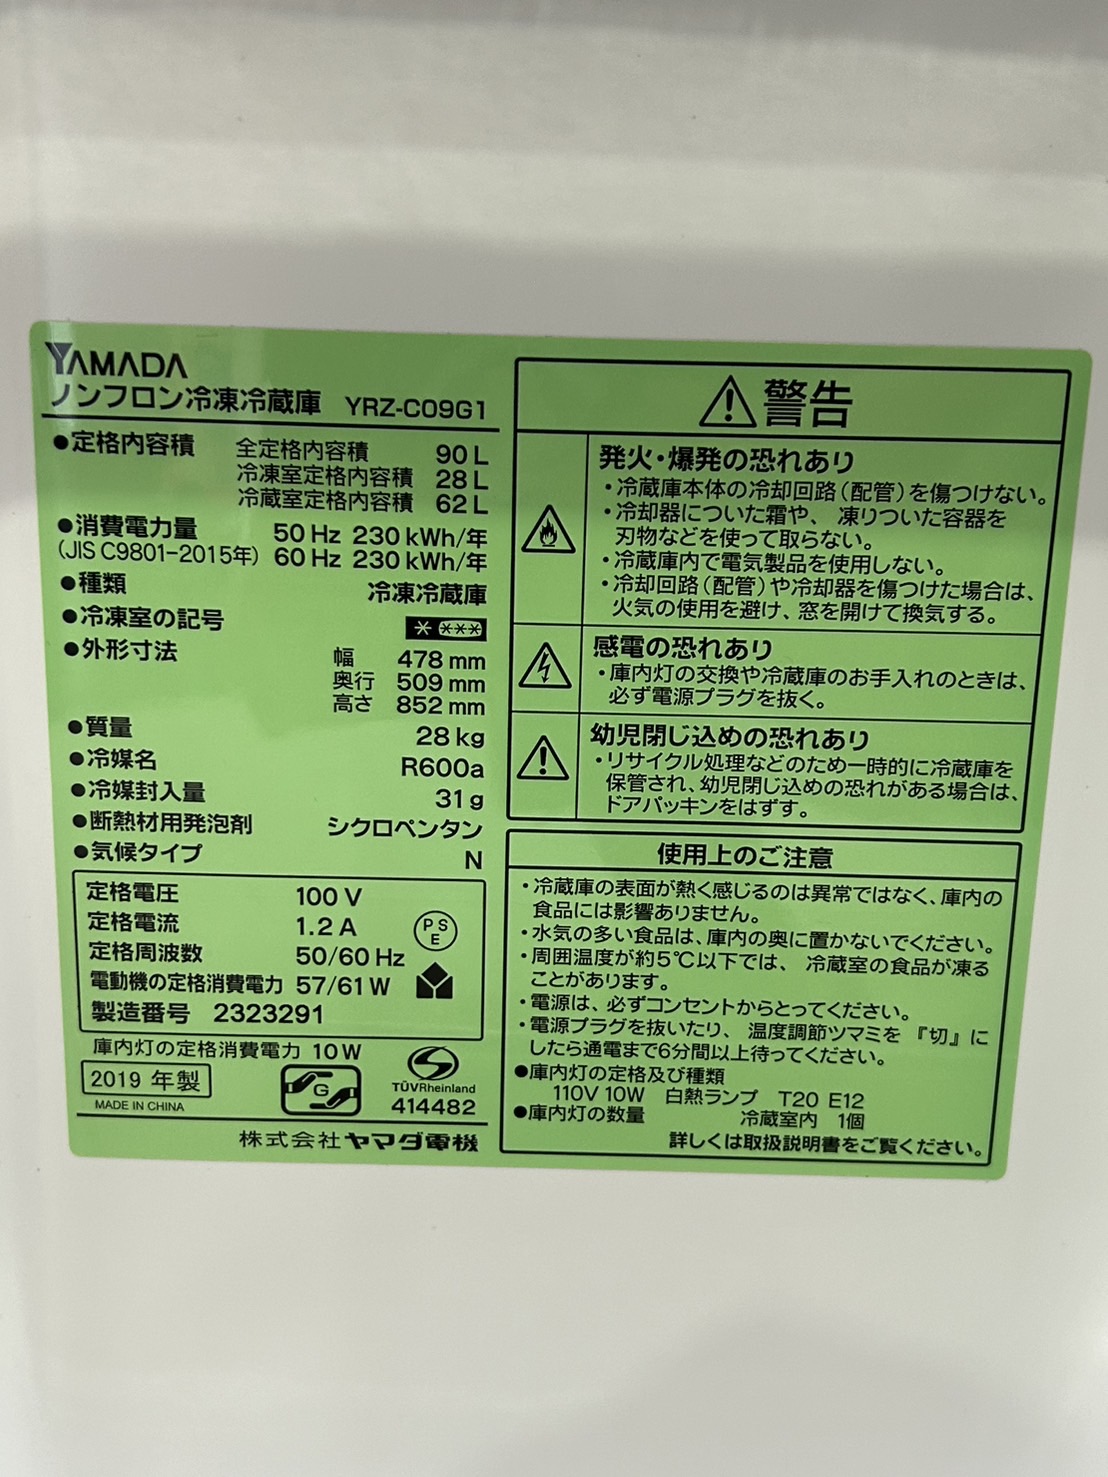 YAMADA
ノンフロン冷凍冷蔵庫 YRZ-C09G1
●定格内容積 全定格内容積 90 L
冷凍室定格内容積 28 L
冷蔵室定格内容積 62 L
●消費電力量 50 Hz 230 kWh/年
(JIS C9801-2015年) 60 Hz 230 kWh/年
●種類 冷凍冷蔵庫
●冷凍室の記号
●外形寸法 幅 478 mm
奥行 509 mm
高さ 852 mm
●質量 28 kg
●冷媒名 R600a
●冷媒封入量 31 g
●断熱材用発泡剤 シクロペンタン
●気候タイプ N
定格電圧 100 V
定格電流 1.2 A
定格周波数 50/60 Hz
電動機の定格消費電力 57/61 W
製造番号 2323291
PS
E
庫内灯の定格消費電力 10 W
2019 年製
MADE IN CHINA
G
TÜVRheinland
414482
株式会社ヤマダ電機
警告
発火・爆発の恐れあり
・冷蔵庫本体の冷却回路(配管)を傷つけない。
・冷却器についた霜や、凍りついた容器を
刃物などを使って取らない。
・冷蔵庫内で電気製品を使用しない。
・冷却回路(配管)や冷却器を傷つけた場合は、
火気の使用を避け、窓を開けて換気する。
感電の恐れあり
・庫内灯の交換や冷蔵庫のお手入れのときは、
必ず電源プラグを抜く。
幼児閉じ込めの恐れあり
・リサイクル処理などのため一時的に冷蔵庫を
保管され、幼児閉じ込めの恐れがある場合は、
ドアパッキンをはずす。
使用上のご注意
・冷蔵庫の表面が熱く感じるのは異常ではなく、庫内の
食品には影響ありません。
・水気の多い食品は、庫内の奥に置かないでください。
・周囲温度が約5℃以下では、冷蔵室の食品が凍る
ことがあります。
・電源は、必ずコンセントからとってください。
・電源プラグを抜いたり、温度調節ツマミを『切』に
したら通電まで6分間以上待ってください。
●庫内灯の定格及び種類
110V 10W 白熱ランプ T20 E12
●庫内灯の数量 冷蔵室内 1個
詳しくは取扱説明書をご覧ください。